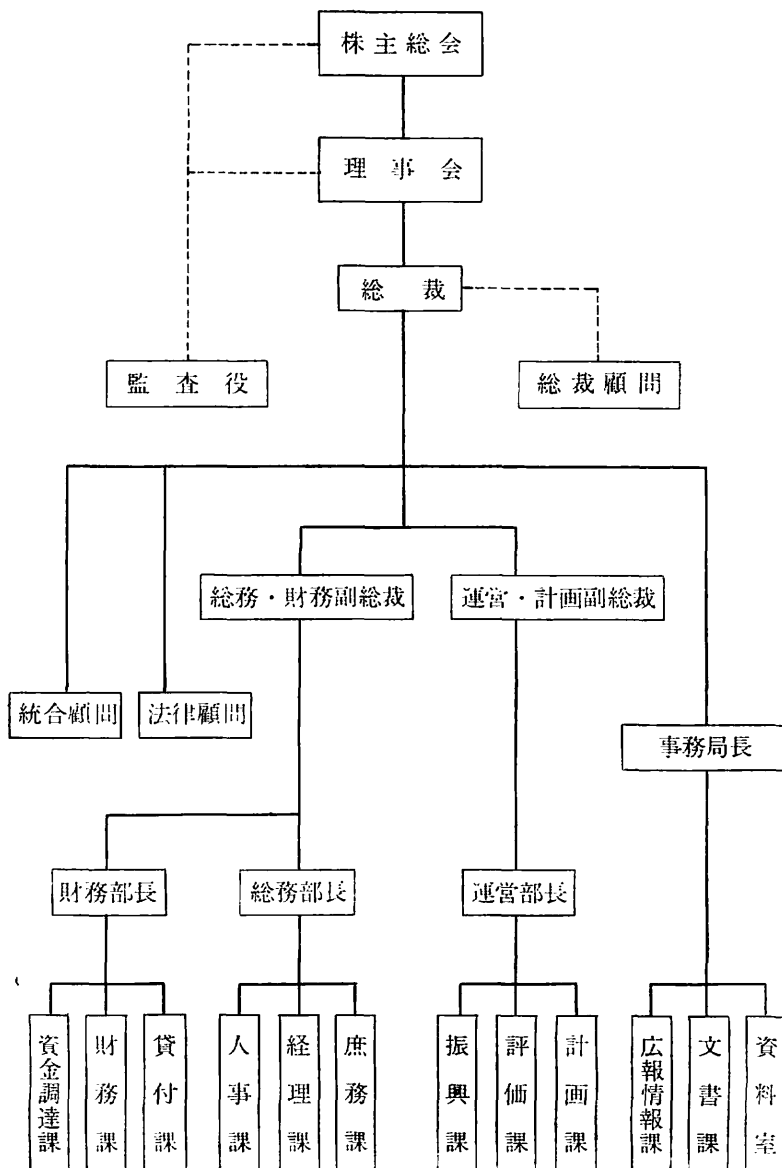 株主総会
理事会
総裁
監査役
総裁顧問
総務・財務副総裁
運営・計画副総裁
統合顧問
法律顧問
事務局長
財務部長
総務部長
運営部長
資金調達課
財務課
貸付課
人事課
経理課
庶務課
振興課
評価課
計画課
広報情報課
文書課
資料室